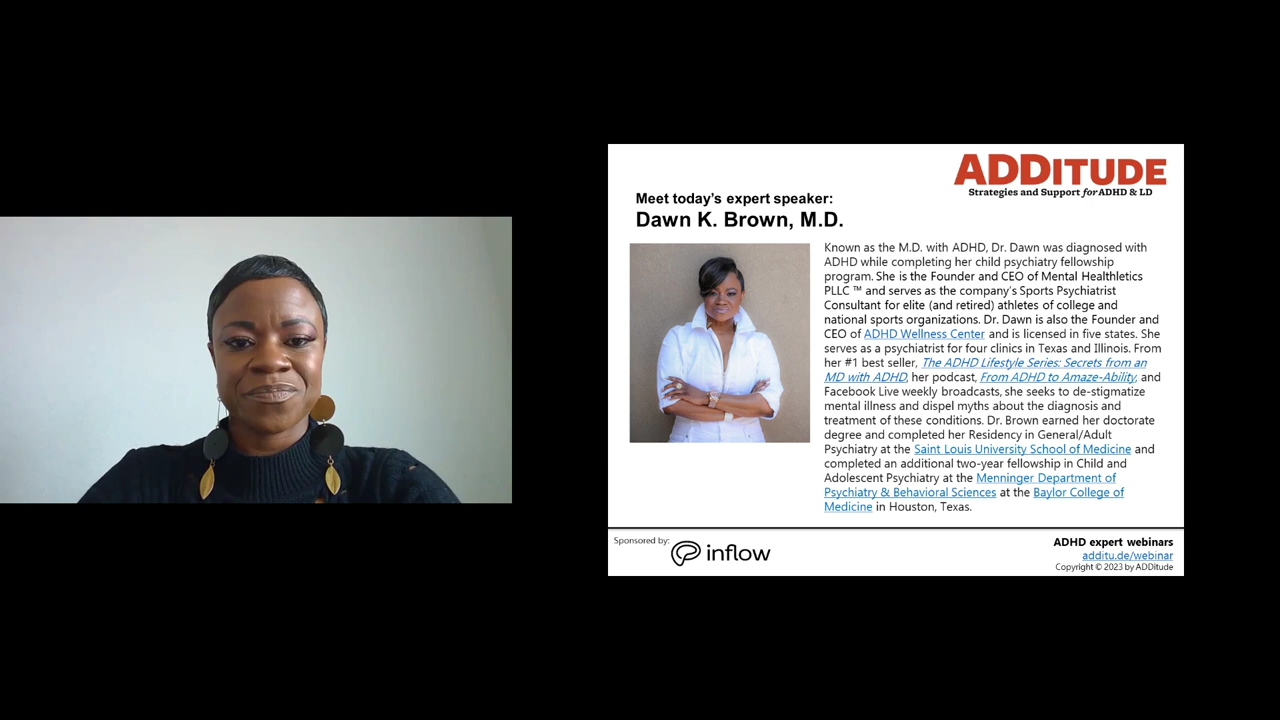 ADDITUDE
Strategies and Support for ADHD & LD
Meet today's expert speaker:
Dawn K. Brown, M.D.
Known as the M.D. with ADHD, Dr. Dawn was diagnosed with
ADHD while completing her child psychiatry fellowship
program. She is the Founder and CEO of Mental Healthletics
PLLC ™ and serves as the company's Sports Psychiatrist
Consultant for elite (and retired) athletes of college and
national sports organizations. Dr. Dawn is also the Founder and
CEO of ADHD Wellness Center and is licensed in five states. She
serves as a psychiatrist for four clinics in Texas and Illinois. From
her #1 best seller, The ADHD Lifestyle Series: Secrets from an
MD with ADHD, her podcast, From ADHD to Amaze-Ability, and
Facebook Live weekly broadcasts, she seeks to de-stigmatize
mental illness and dispel myths about the diagnosis and
treatment of these conditions. Dr. Brown earned her doctorate
degree and completed her Residency in General/Adult
Psychiatry at the Saint Louis University School of Medicine and
completed an additional two-year fellowship in Child and
Adolescent Psychiatry at the Menninger Department of
Psychiatry & Behavioral Sciences at the Baylor College of
Medicine in Houston, Texas.
Sponsored by:
inflow
ADHD expert webinars
additu.de/webinar
Copyright © 2023 by ADDitude